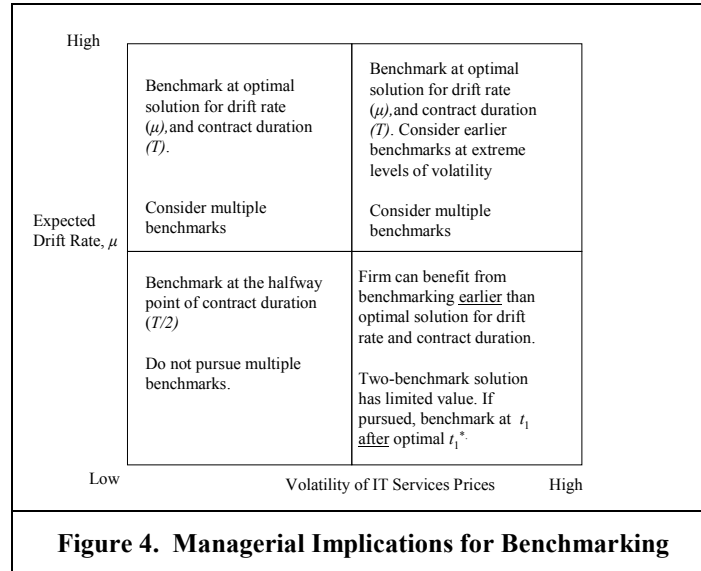 High
Benchmark at optimal
solution for drift rate
(μ),and contract duration
(T).
Consider multiple
benchmarks
Benchmark at optimal
solution for drift rate
(μ),and contract duration
(T). Consider earlier
benchmarks at extreme
levels of volatility
Consider multiple
benchmarks
Expected
Drift Rate, μ
Benchmark at the halfway
point of contract duration
(T/2)
Do not pursue multiple
benchmarks.
Firm can benefit from
benchmarking earlier than
optimal solution for drift
rate and contract duration.
Two-benchmark solution
has limited value. If
pursued, benchmark at t₁
after optimal t₁*.
Low
Volatility of IT Services Prices
High
Figure 4. Managerial Implications for Benchmarking